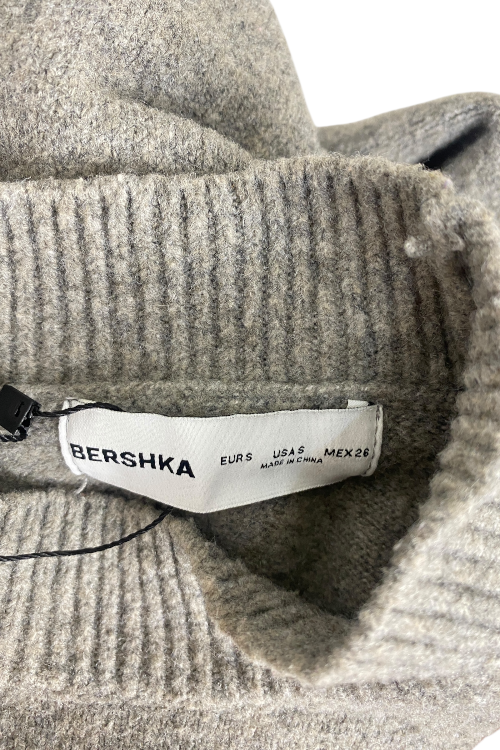 BERSHKA
EUR S USA S MEX 26
MADE IN CHINA